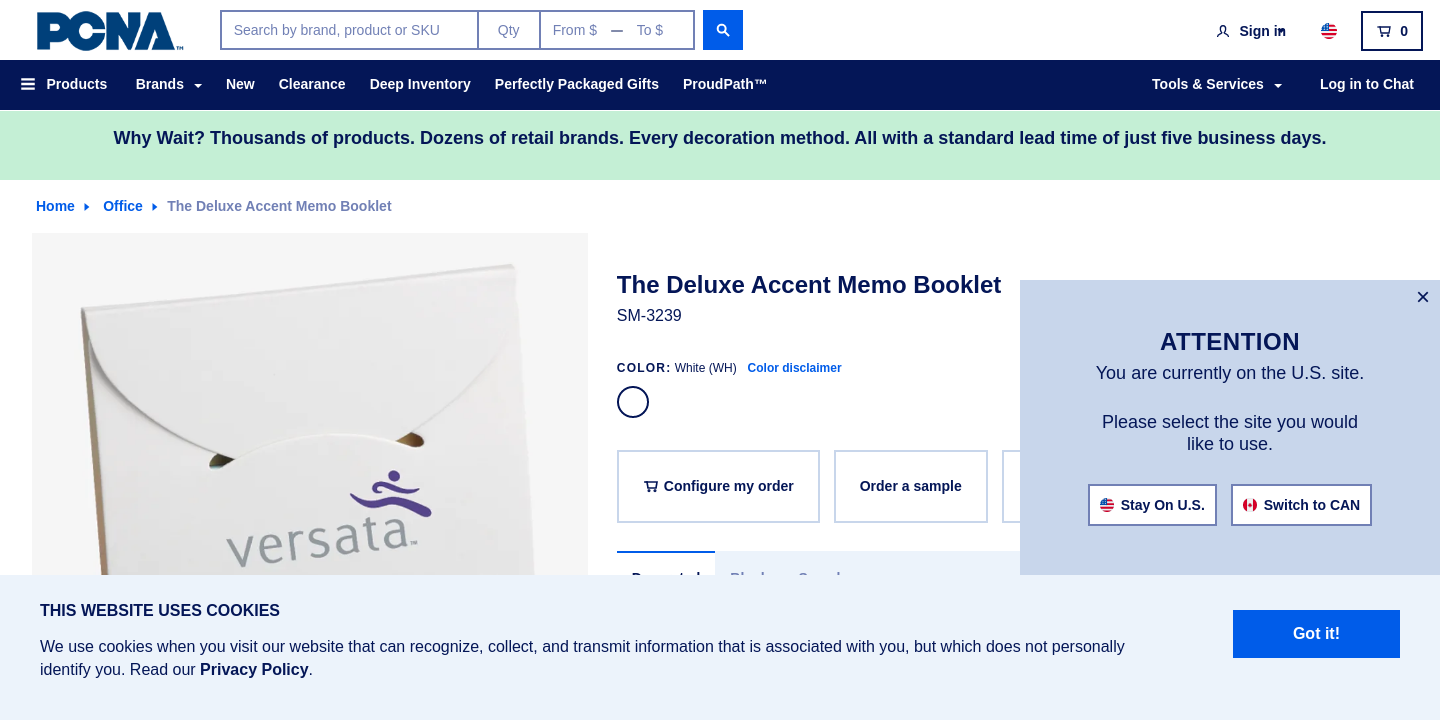 PCNA™
Search by brand, product or SKU
Qty
From $ — To $
Sign in
0
Products
Brands
New
Clearance
Deep Inventory
Perfectly Packaged Gifts
ProudPath™
Tools & Services
Log in to Chat
Why Wait? Thousands of products. Dozens of retail brands. Every decoration method. All with a standard lead time of just five business days.
Home
Office
The Deluxe Accent Memo Booklet
The Deluxe Accent Memo Booklet
SM-3239
COLOR: White (WH) Color disclaimer
Configure my order
Order a sample
versata™
ATTENTION
You are currently on the U.S. site.
Please select the site you would
like to use.
Stay On U.S.
Switch to CAN
THIS WEBSITE USES COOKIES
We use cookies when you visit our website that can recognize, collect, and transmit information that is associated with you, but which does not personally
identify you. Read our Privacy Policy.
Got it!